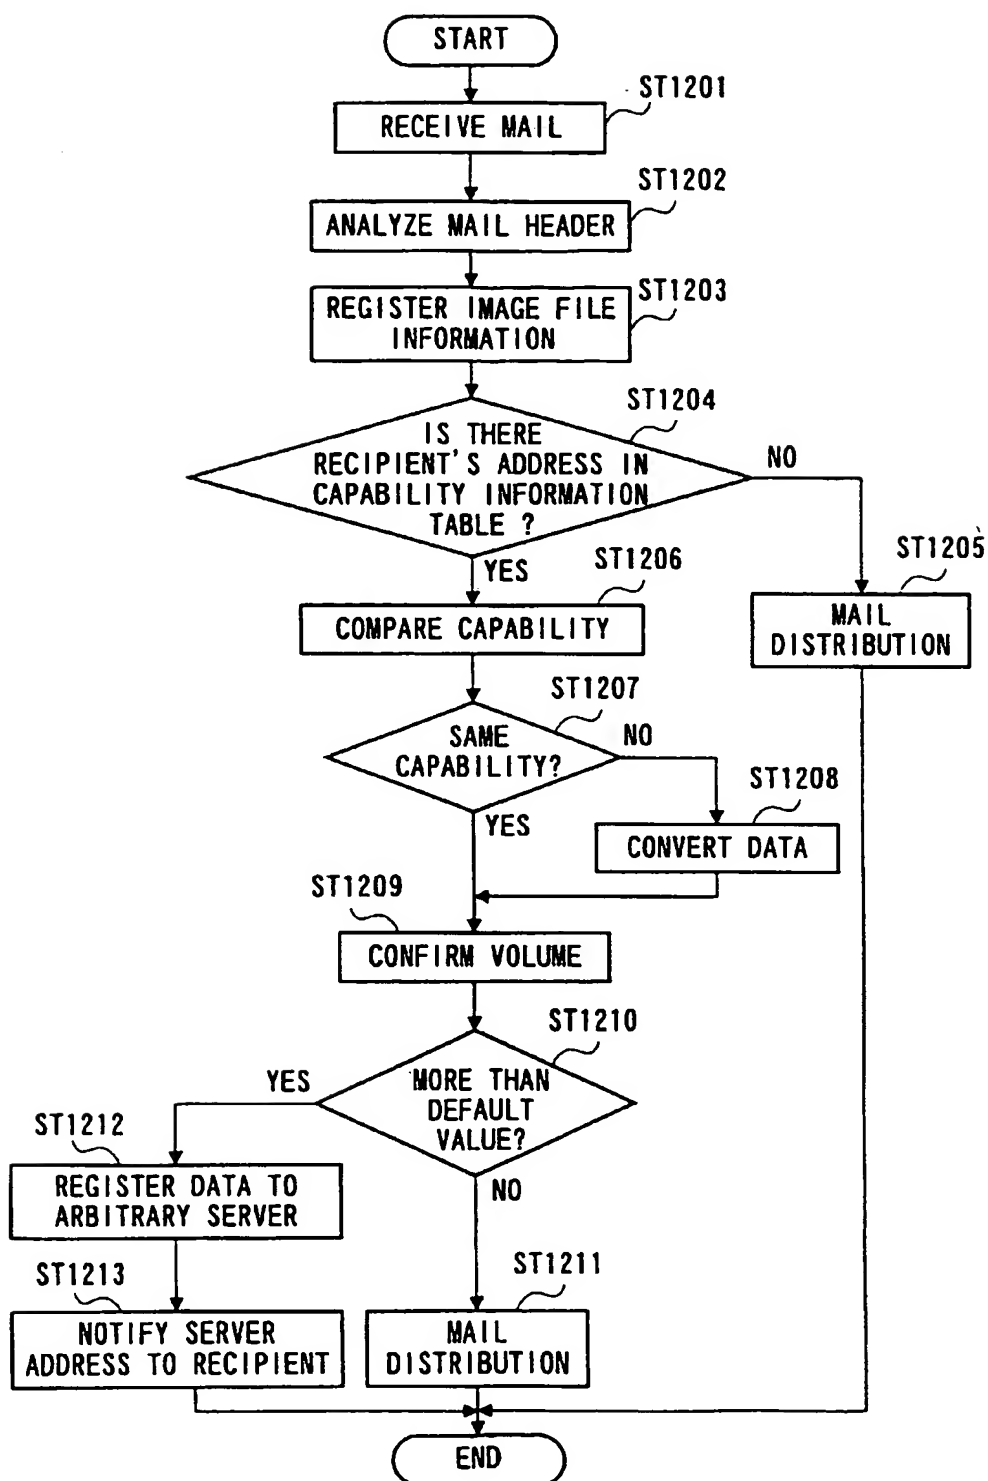 START
ST1201
RECEIVE MAIL
ST1202
ANALYZE MAIL HEADER
ST1203
REGISTER IMAGE FILE
INFORMATION
ST1204
IS THERE
RECIPIENT'S ADDRESS IN
CAPABILITY INFORMATION
TABLE ?
NO
YES
ST1205
MAIL
DISTRIBUTION
ST1206
COMPARE CAPABILITY
ST1207
SAME
CAPABILITY?
NO
YES
ST1208
CONVERT DATA
ST1209
CONFIRM VOLUME
ST1210
MORE THAN
DEFAULT
VALUE?
YES
NO
ST1212
REGISTER DATA TO
ARBITRARY SERVER
ST1213
NOTIFY SERVER
ADDRESS TO RECIPIENT
ST1211
MAIL
DISTRIBUTION
END